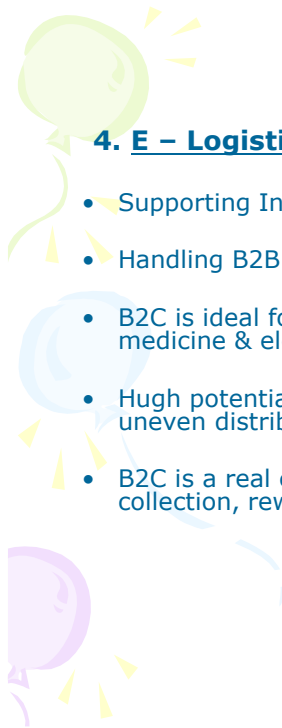 4. E – Logisti
• Supporting In
• Handling B2B
• B2C is ideal fo
medicine & el
• Hugh potentia
uneven distrib
• B2C is a real
collection, rew